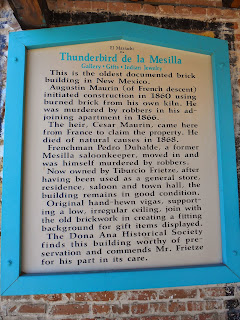 El Mercado
Thunderbird de la Mesilla
Gallery • Gifts • Indian Jewelry
This is the oldest documented brick
building in New Mexico.
Augustin Maurin (of French descent)
initiated construction in 1860 using
burned brick from his own kiln. He
was murdered by robbers in his ad-
joining apartment in 1866.
The heir, Cesar Maurin, came here
from France to claim the property. He
died of natural causes in 1868.
Frenchman Pedro Duhalde, a former
Mesilla saloonkeeper, moved in and
was himself murdered by robbers.
Now owned by Tiburcio Frietze, after
having been used as a general store,
residence, saloon and town hall, the
building remains in good condition.
Original hand-hewn vigas, support-
ing a low, irregular ceiling, join with
the old brickwork in creating a fitting
background for gift items displayed.
The Dona Ana Historical Society
finds this building worthy of pre-
servation and commends Mr. Frietze
for his part in its care.